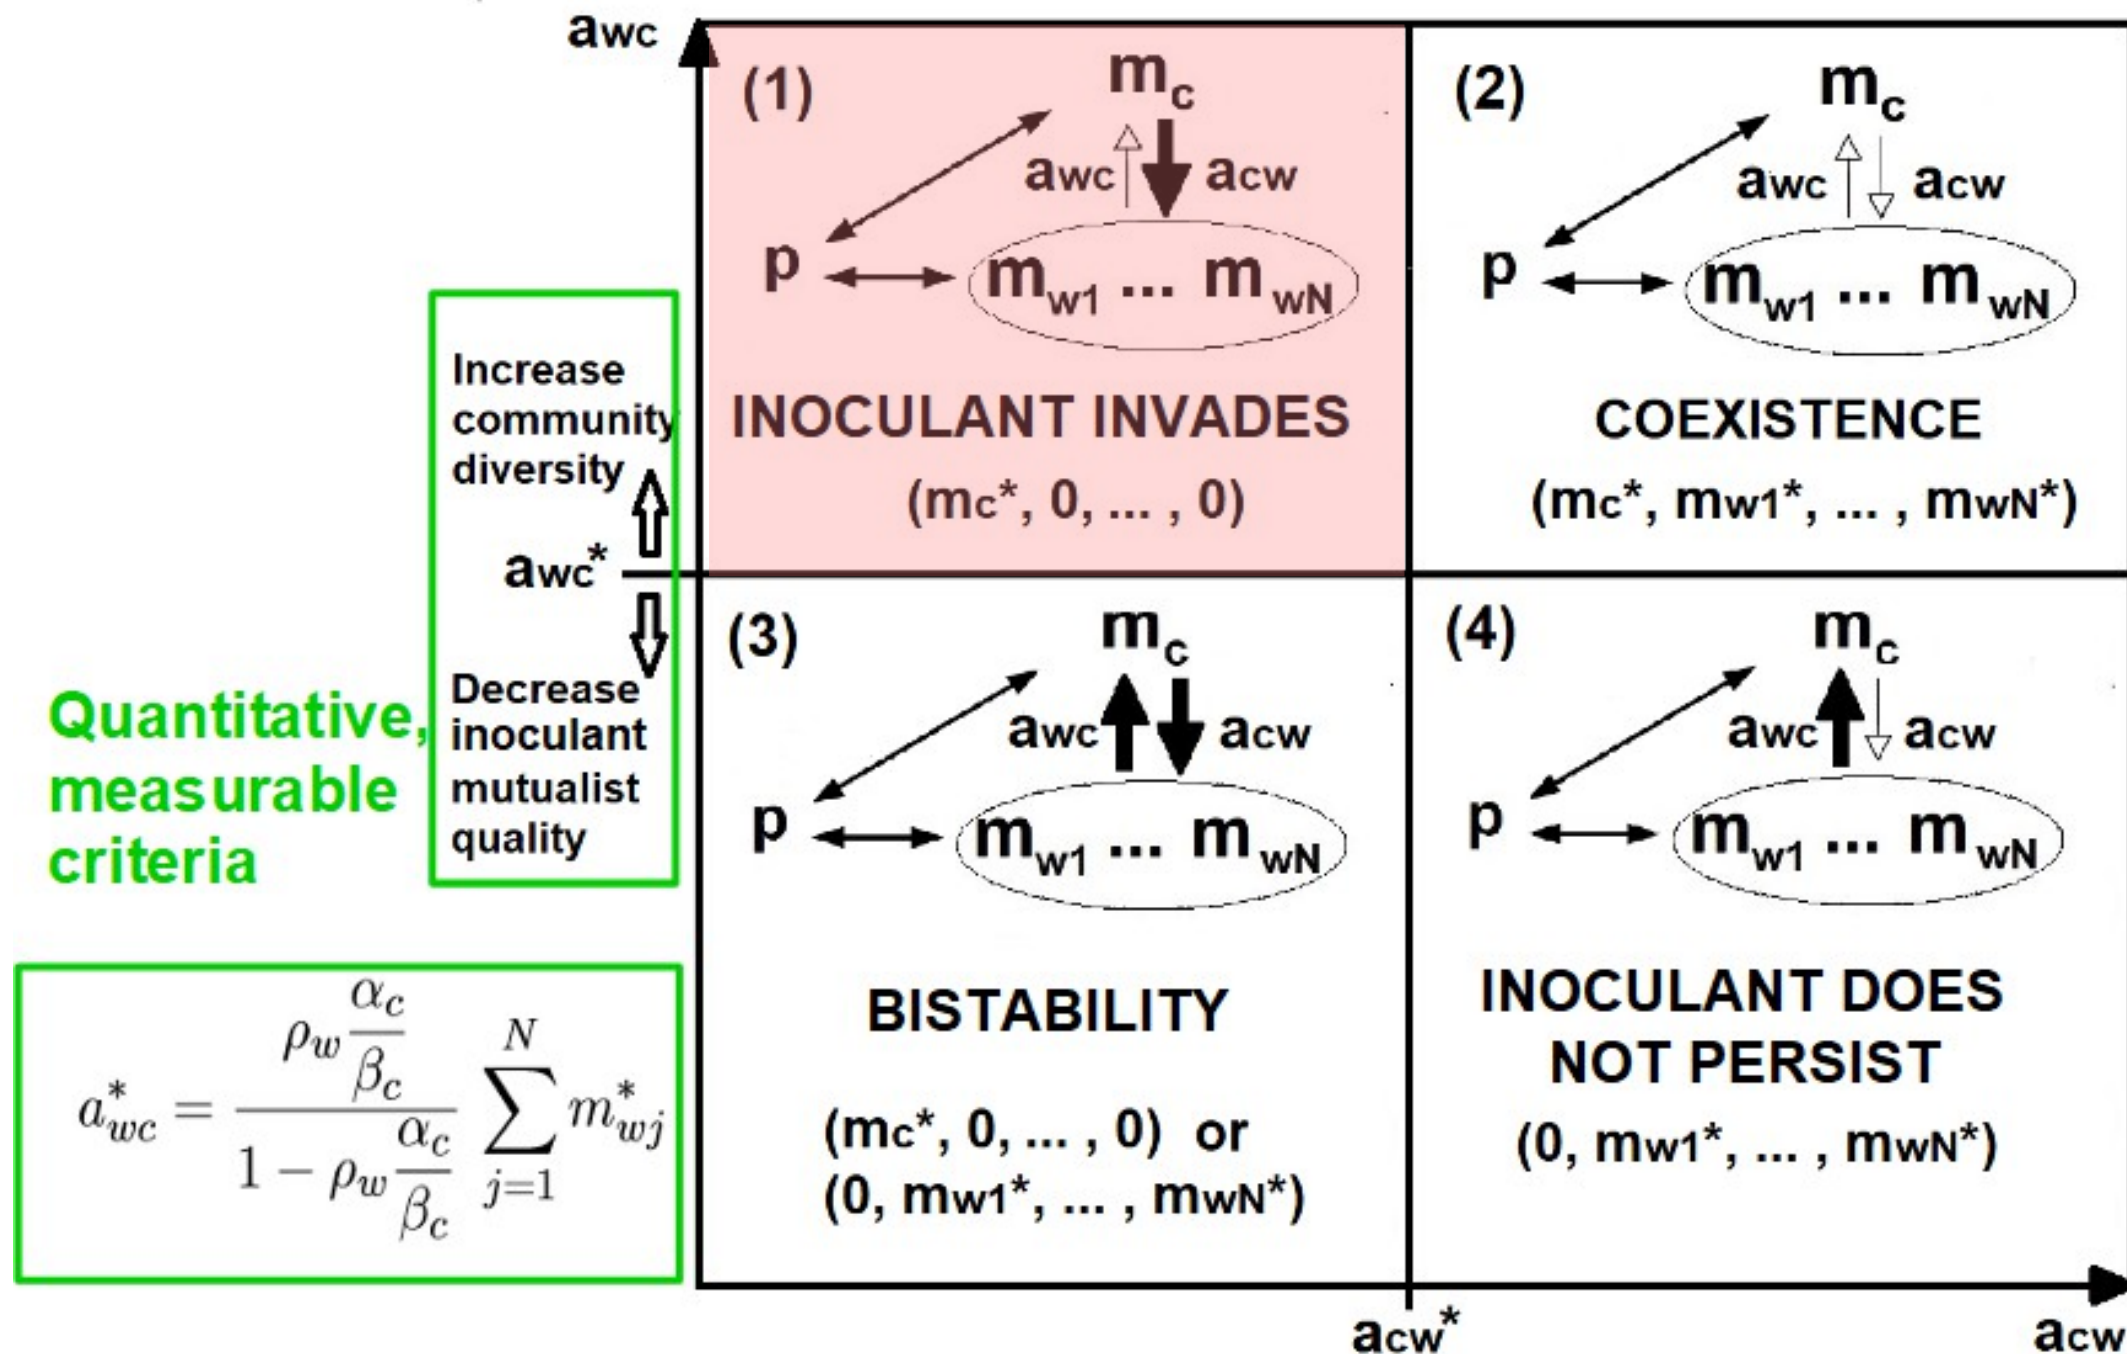 awc
(1)
mc
awc acw
p
mw1 ... mwN
INOCULANT INVADES
(mc*, 0, ... , 0)
(2)
mc
awc acw
p
mw1 ... mwN
COEXISTENCE
(mc*, mw1*, ... , mwN*)
Increase
community
diversity
awc*
Decrease
inoculant
mutualist
quality
Quantitative,
measurable
criteria
(3)
mc
awc acw
p
mw1 ... mwN
BISTABILITY
(mc*, 0, ... , 0) or
(0, mw1*, ... , mwN*)
(4)
mc
awc acw
p
mw1 ... mwN
INOCULANT DOES
NOT PERSIST
(0, mw1*, ... , mwN*)
a*wc = ρw αc/βc / 1 − ρw αc/βc ∑ N j=1 m*wj
acw*
acw